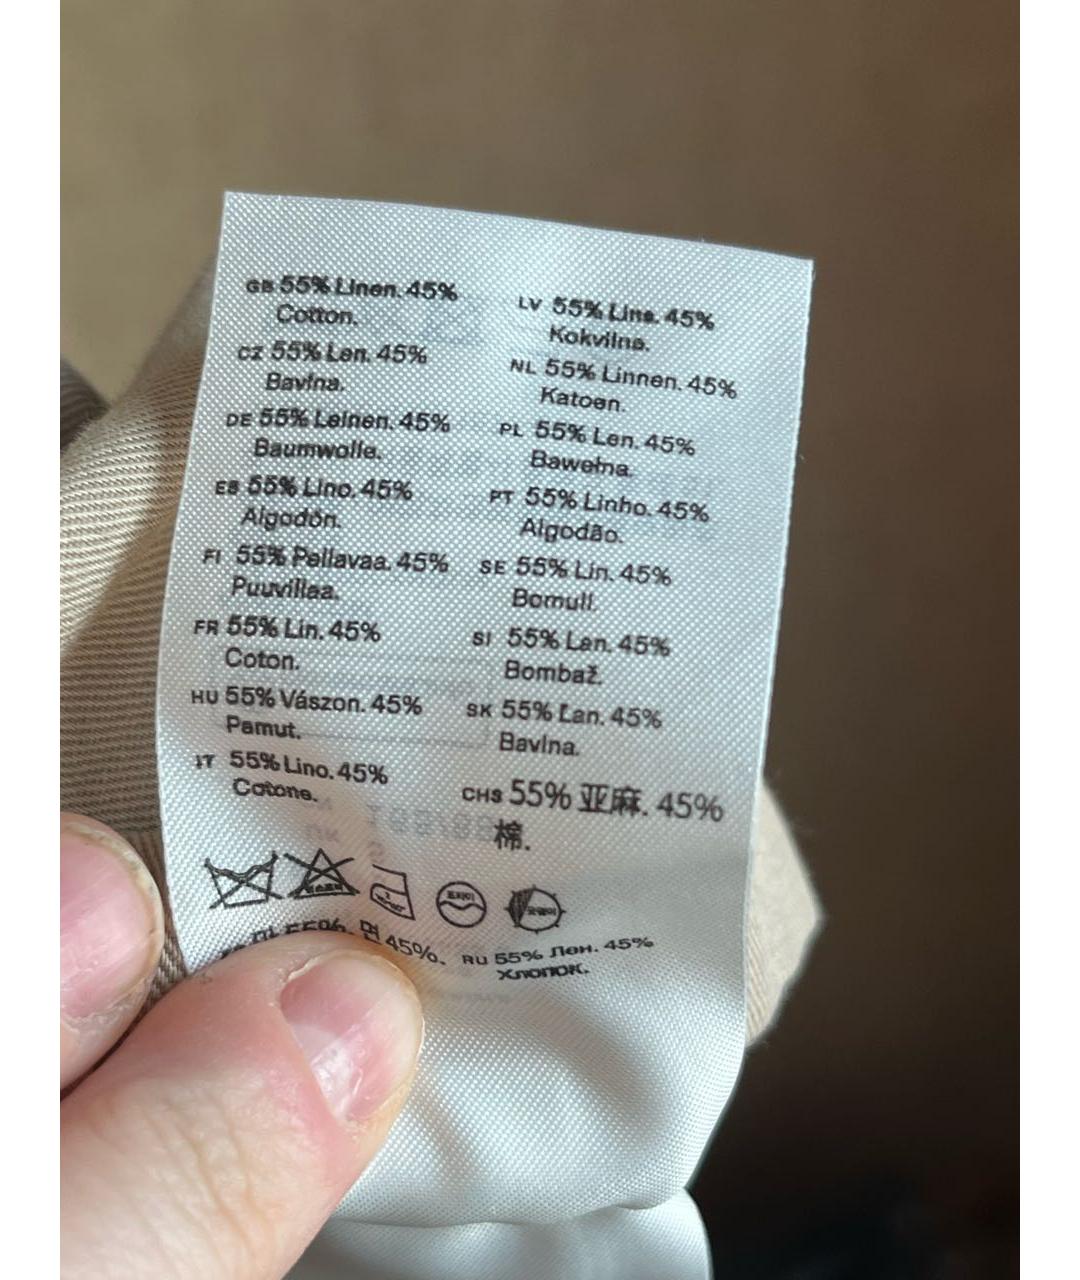 GB 55% Linen. 45%
Cotton.
CZ 55% Len. 45%
Bavlna.
DE 55% Leinen. 45%
Baumwolle.
ES 55% Lino. 45%
Algodón.
FI 55% Pellavaa. 45%
Puuvillaa.
FR 55% Lin. 45%
Coton.
HU 55% Vászon. 45%
Pamut.
IT 55% Lino. 45%
Cotone.
LV 55% Lins. 45%
Kokvilna.
NL 55% Linnen. 45%
Katoen.
PL 55% Len. 45%
Bawełna.
PT 55% Linho. 45%
Algodão.
SE 55% Lin. 45%
Bomull.
SI 55% Lan. 45%
Bombaž.
SK 55% Ľan. 45%
Bavlna.
CHS 55% 亚麻. 45%
棉.
드라이
55%. 면 45%.
RU 55% Лен. 45%
Хлопок.